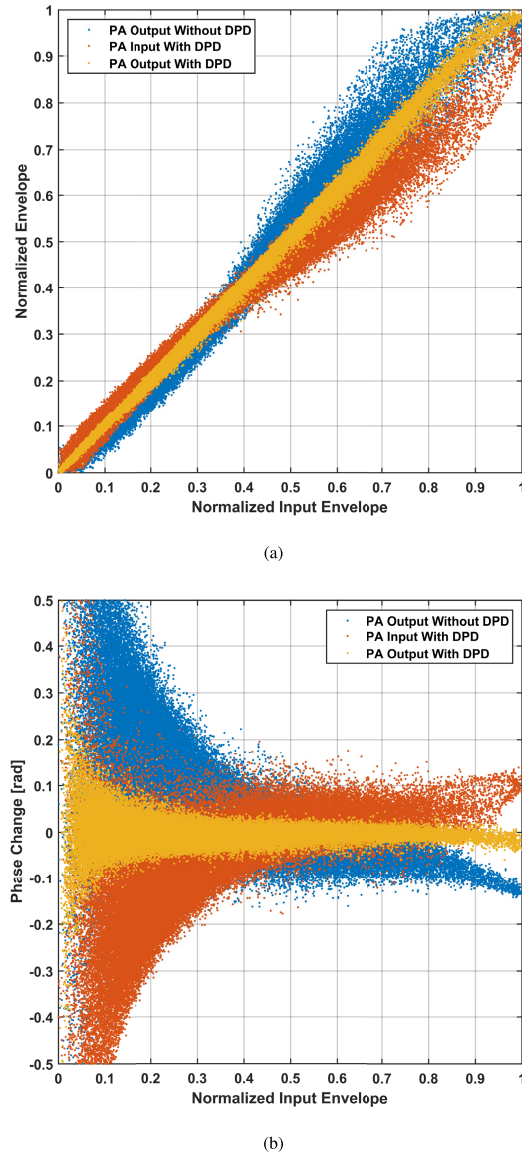 1
0.9
0.8
0.7
0.6
0.5
0.4
0.3
0.2
0.1
0
Normalized Envelope
PA Output Without DPD
PA Input With DPD
PA Output With DPD
0 0.1 0.2 0.3 0.4 0.5 0.6 0.7 0.8 0.9 1
Normalized Input Envelope
(a)
0.5
0.4
0.3
0.2
0.1
0
-0.1
-0.2
-0.3
-0.4
-0.5
Phase Change [rad]
PA Output Without DPD
PA Input With DPD
PA Output With DPD
0 0.1 0.2 0.3 0.4 0.5 0.6 0.7 0.8 0.9 1
Normalized Input Envelope
(b)